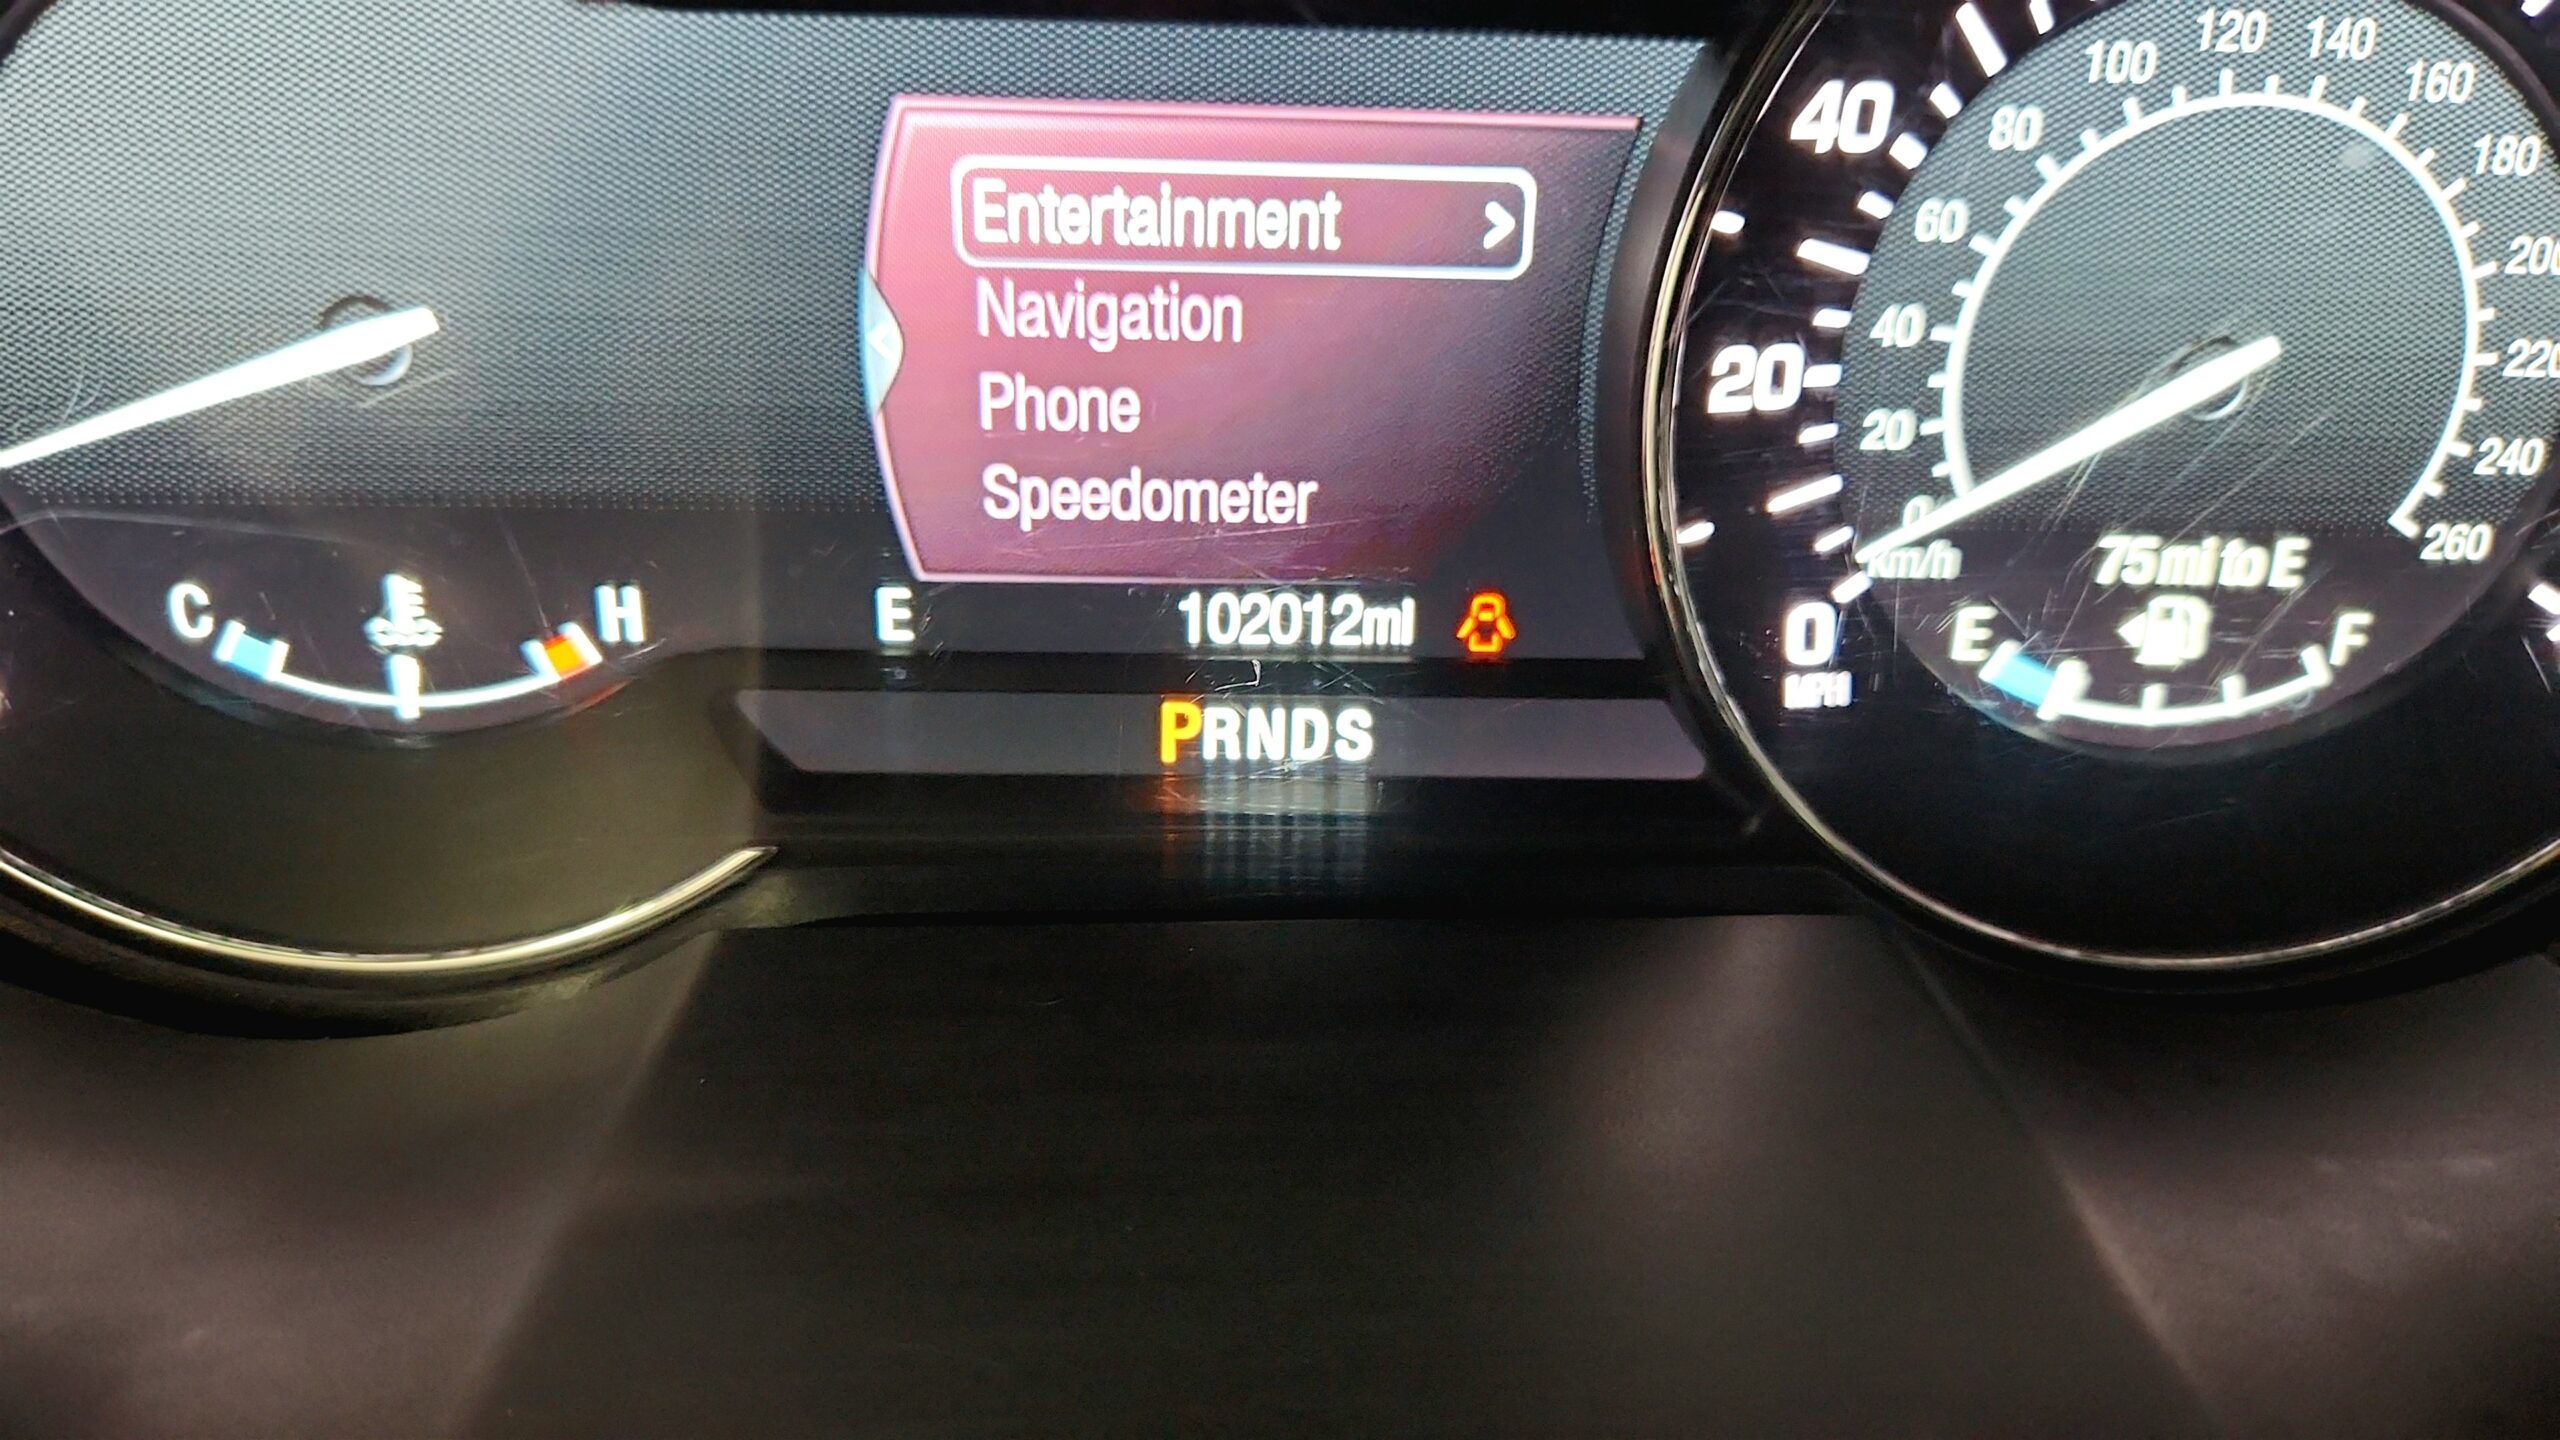 Entertainment >
Navigation
Phone
Speedometer
C H
E 102012mi
PRNDS
40
20
0
MPH
0
20
40
60
80
100
120
140
160
180
200
220
240
260
km/h
75mi to E
E F